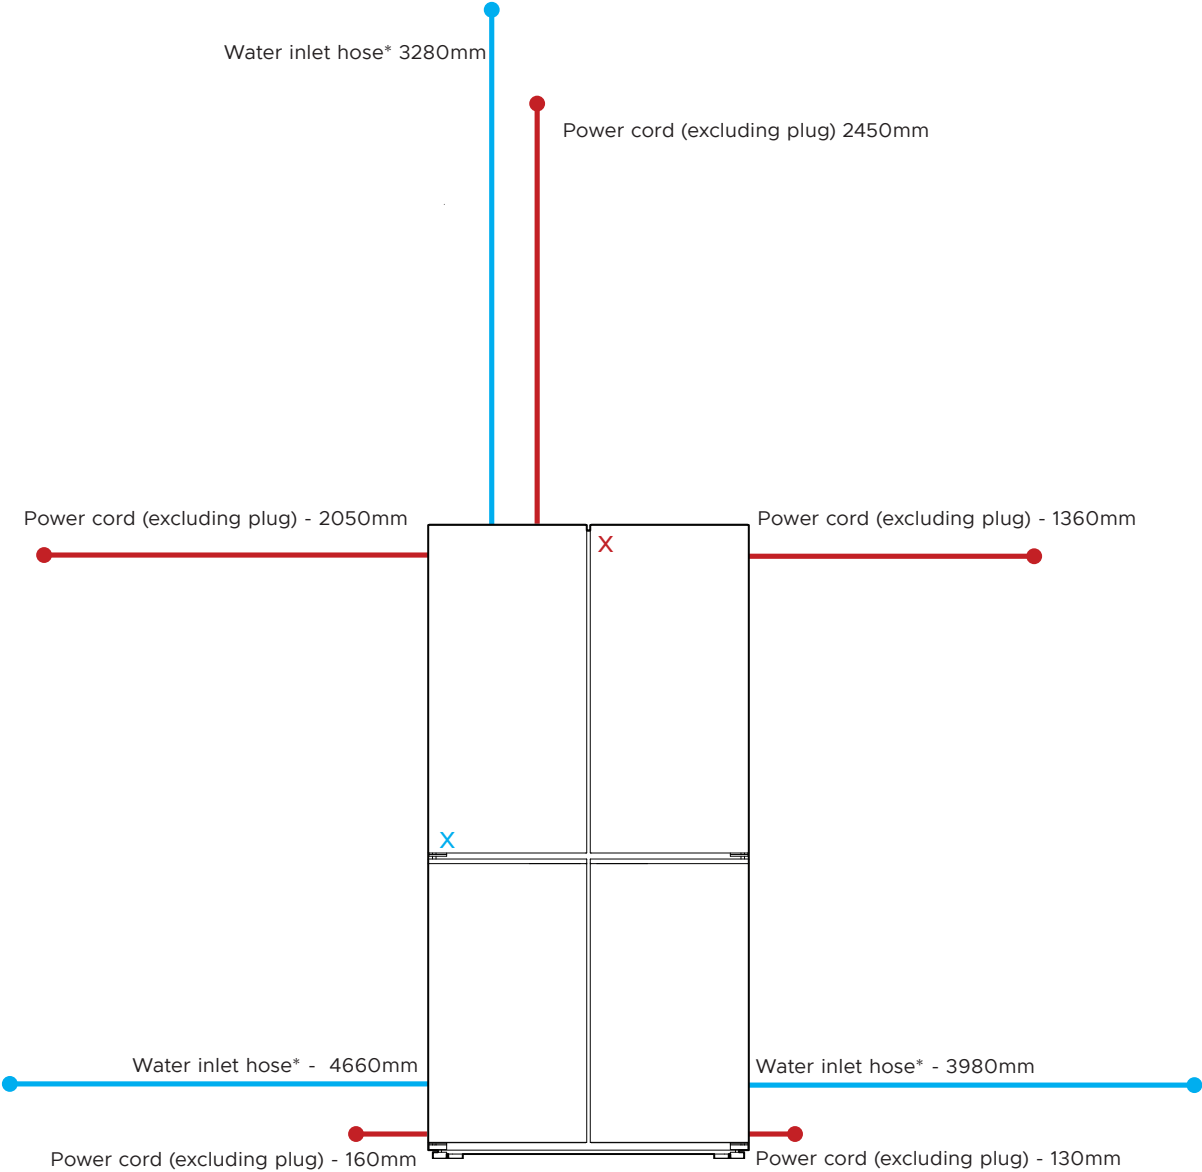 Water inlet hose* 3280mm
Power cord (excluding plug) 2450mm
Power cord (excluding plug) - 2050mm
Power cord (excluding plug) - 1360mm
X
X
Water inlet hose* -  4660mm
Water inlet hose* - 3980mm
Power cord (excluding plug) - 160mm
Power cord (excluding plug) - 130mm